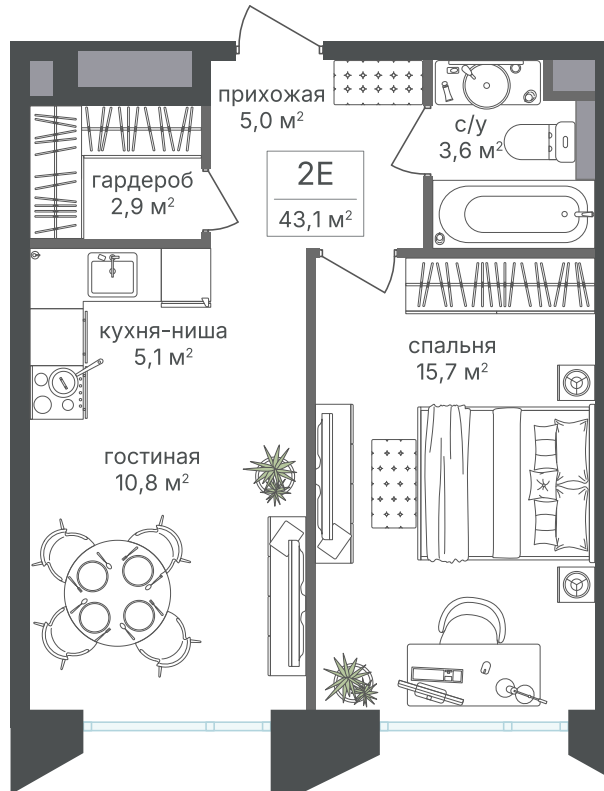 прихожая
5,0 м²
с/у
3,6 м²
2Е
43,1 м²
гардероб
2,9 м²
кухня-ниша
5,1 м²
спальня
15,7 м²
гостиная
10,8 м²